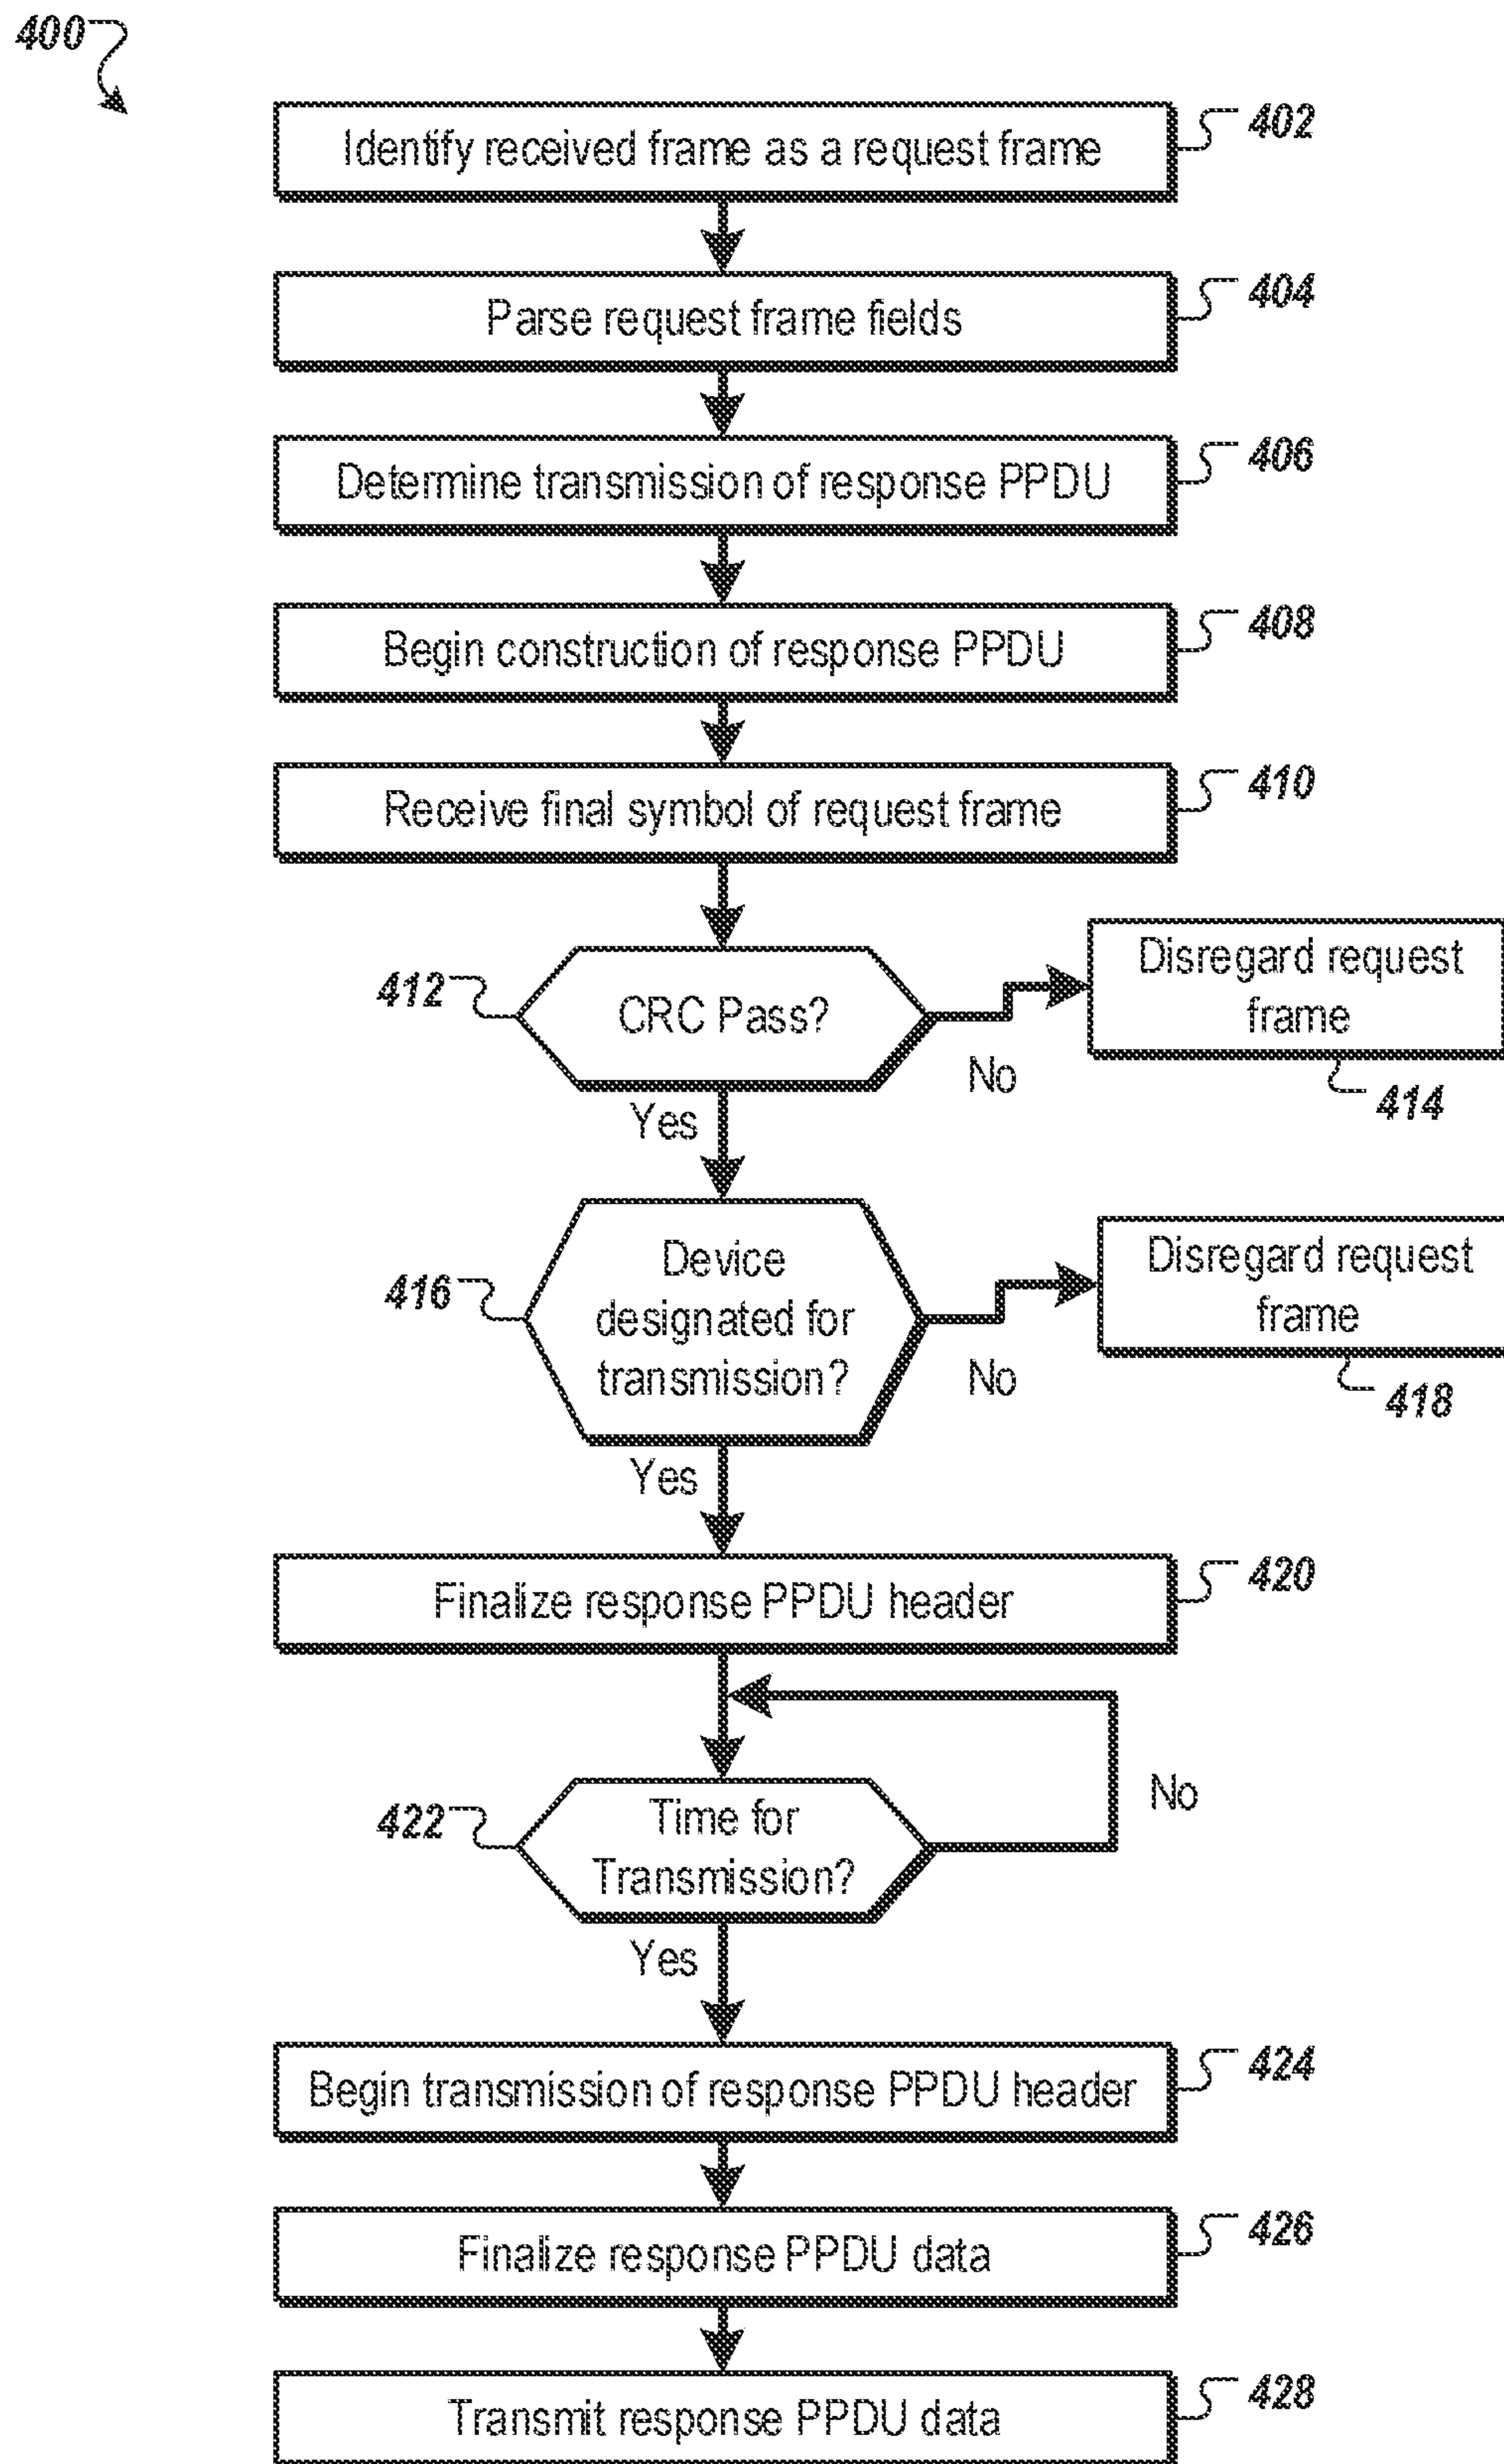 400
Identify received frame as a request frame
402
Parse request frame fields
404
Determine transmission of response PPDU
406
Begin construction of response PPDU
408
Receive final symbol of request frame
410
412
CRC Pass?
No
Disregard request
frame
414
Yes
416
Device
designated for
transmission?
No
Disregard request
frame
418
Yes
Finalize response PPDU header
420
422
Time for
Transmission?
No
Yes
Begin transmission of response PPDU header
424
Finalize response PPDU data
426
Transmit response PPDU data
428